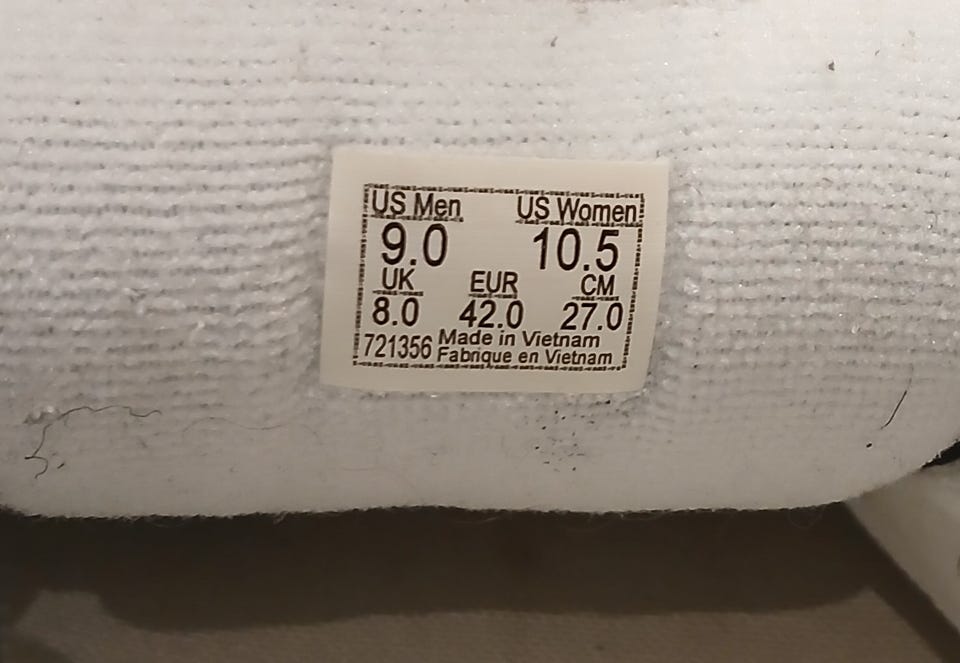 US Men US Women
9.0 10.5
UK EUR CM
8.0 42.0 27.0
721356 Made in Vietnam
Fabrique en Vietnam